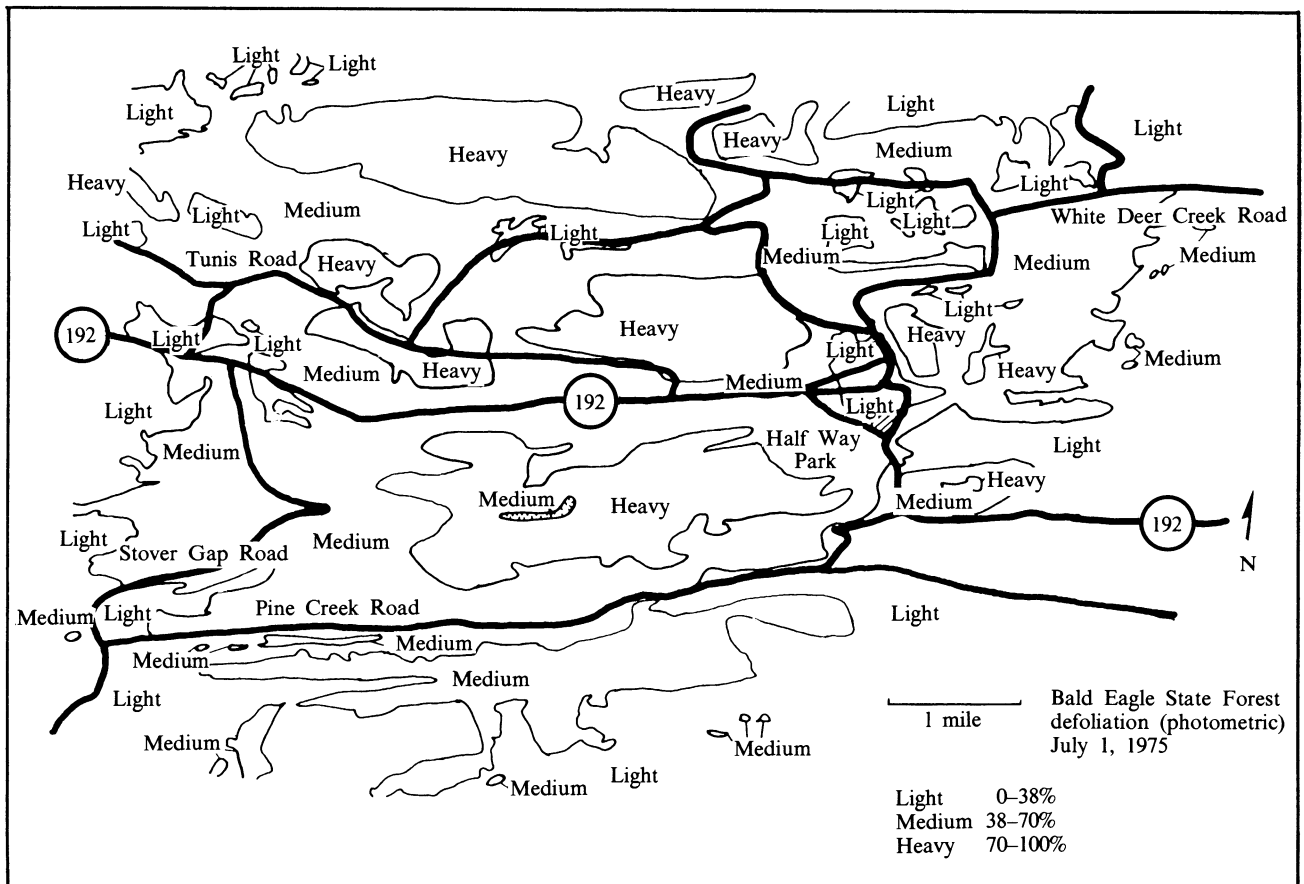 Light
Light
Light
Heavy
Light
Heavy
Light
Light
Heavy
Medium
Heavy
Light
Light
Medium
Light
Light
Light
Light
White Deer Creek Road
Light
Light
Medium
Medium
Medium
Tunis Road
Heavy
Light
192
Light
Light
Heavy
Heavy
Light
Medium
Medium
Heavy
Medium
Heavy
192
Light
Light
Half Way
Park
Light
Medium
Medium
Heavy
Heavy
Medium
192
N
Light
Stover Gap Road
Medium
Medium
Light
Pine Creek Road
Light
Medium
Medium
Medium
Light
Medium
Medium
Medium
Light
1 mile
Bald Eagle State Forest
defoliation (photometric)
July 1, 1975
Light 0–38%
Medium 38–70%
Heavy 70–100%